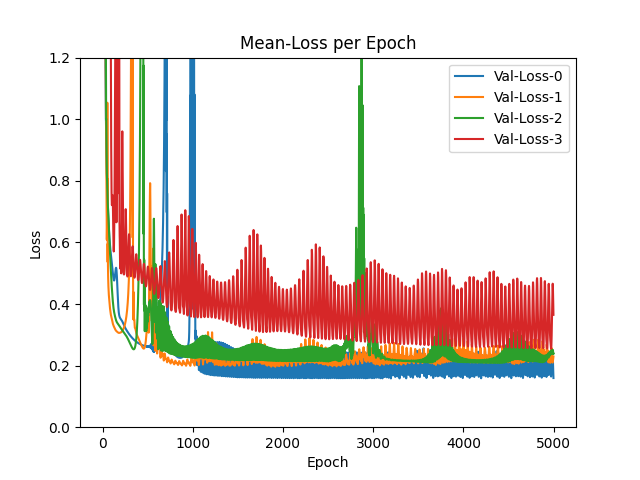 Mean-Loss per Epoch
Val-Loss-0
Val-Loss-1
Val-Loss-2
Val-Loss-3
Loss
1.2
1.0
0.8
0.6
0.4
0.2
0.0
0 1000 2000 3000 4000 5000
Epoch